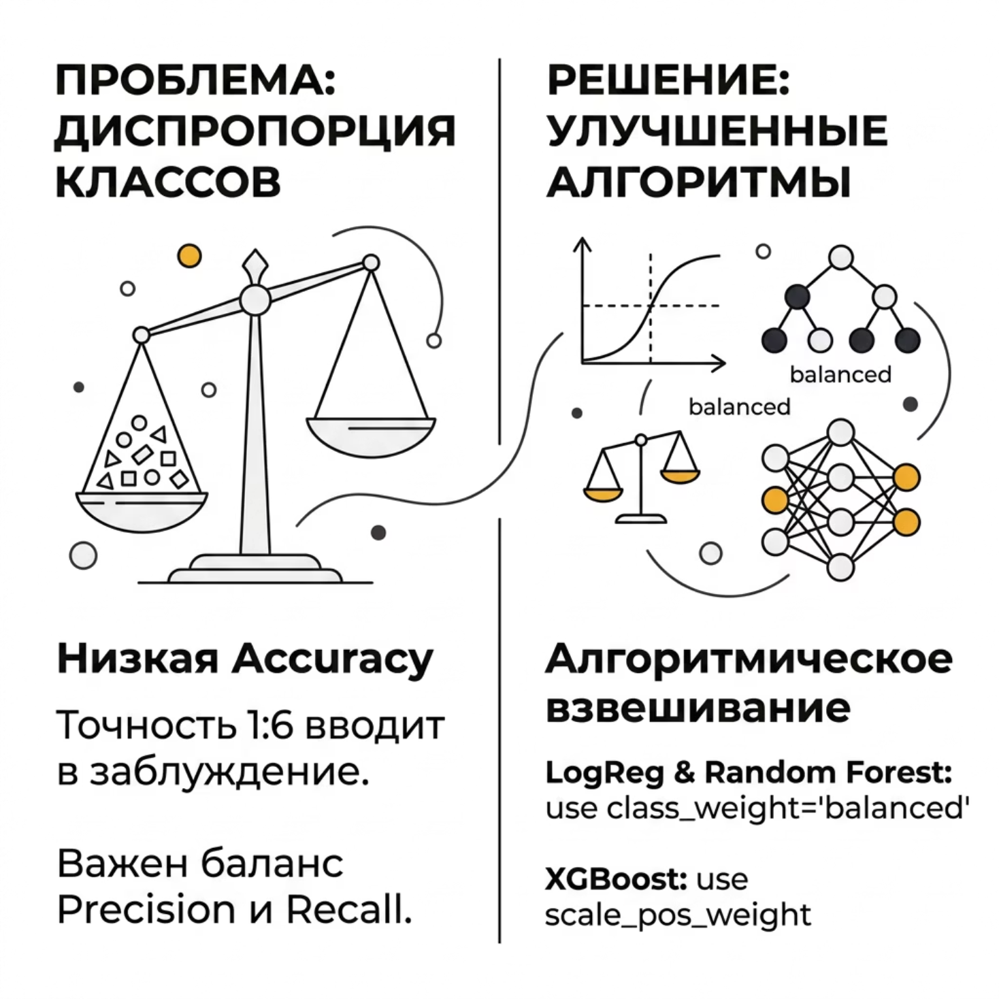 ПРОБЛЕМА:
ДИСПРОПОРЦИЯ
КЛАССОВ
Низкая Accuracy
Точность 1:6 вводит
в заблуждение.
Важен баланс
Precision и Recall.
РЕШЕНИЕ:
УЛУЧШЕННЫЕ
АЛГОРИТМЫ
balanced
balanced
Алгоритмическое
взвешивание
LogReg & Random Forest:
use class_weight='balanced'
XGBoost: use
scale_pos_weight